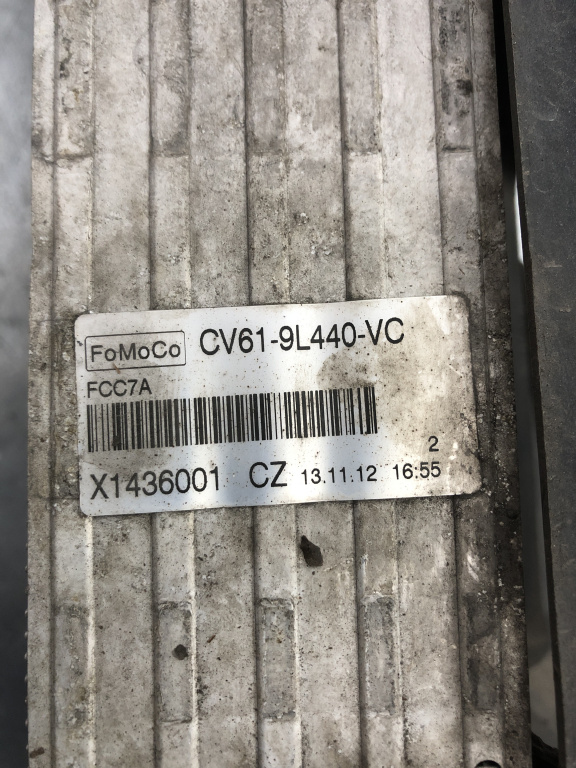 FoMoCo CV61-9L440-VC
FCC7A
2
X1436001 CZ 13.11.12 16:55